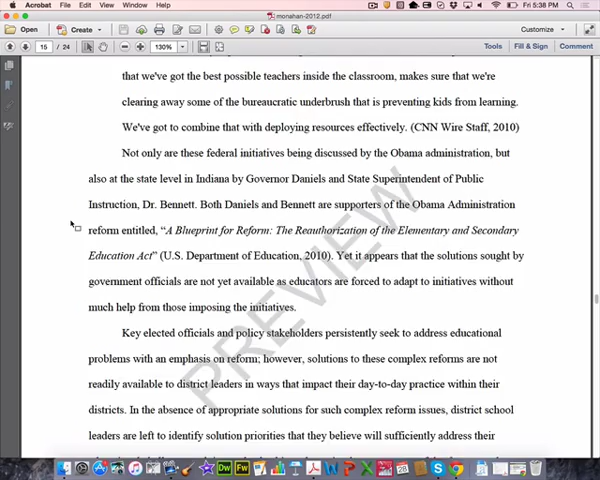 Acrobat File Edit View Window Help
Fri 5:38 PM
monahan-2012.pdf
Open Create Customize
15 / 24 130% Tools Fill & Sign Comment
that we've got the best possible teachers inside the classroom, makes sure that we're
clearing away some of the bureaucratic underbrush that is preventing kids from learning.
We've got to combine that with deploying resources effectively. (CNN Wire Staff, 2010)
Not only are these federal initiatives being discussed by the Obama administration, but
also at the state level in Indiana by Governor Daniels and State Superintendent of Public
Instruction, Dr. Bennett. Both Daniels and Bennett are supporters of the Obama Administration
reform entitled, “A Blueprint for Reform: The Reauthorization of the Elementary and Secondary
Education Act” (U.S. Department of Education, 2010). Yet it appears that the solutions sought by
government officials are not yet available as educators are forced to adapt to initiatives without
much help from those imposing the initiatives.
Key elected officials and policy stakeholders persistently seek to address educational
problems with an emphasis on reform; however, solutions to these complex reforms are not
readily available to district leaders in ways that impact their day-to-day practice within their
districts. In the absence of appropriate solutions for such complex reform issues, district school
leaders are left to identify solution priorities that they believe will sufficiently address their
PREVIEW
Dw Fw
28